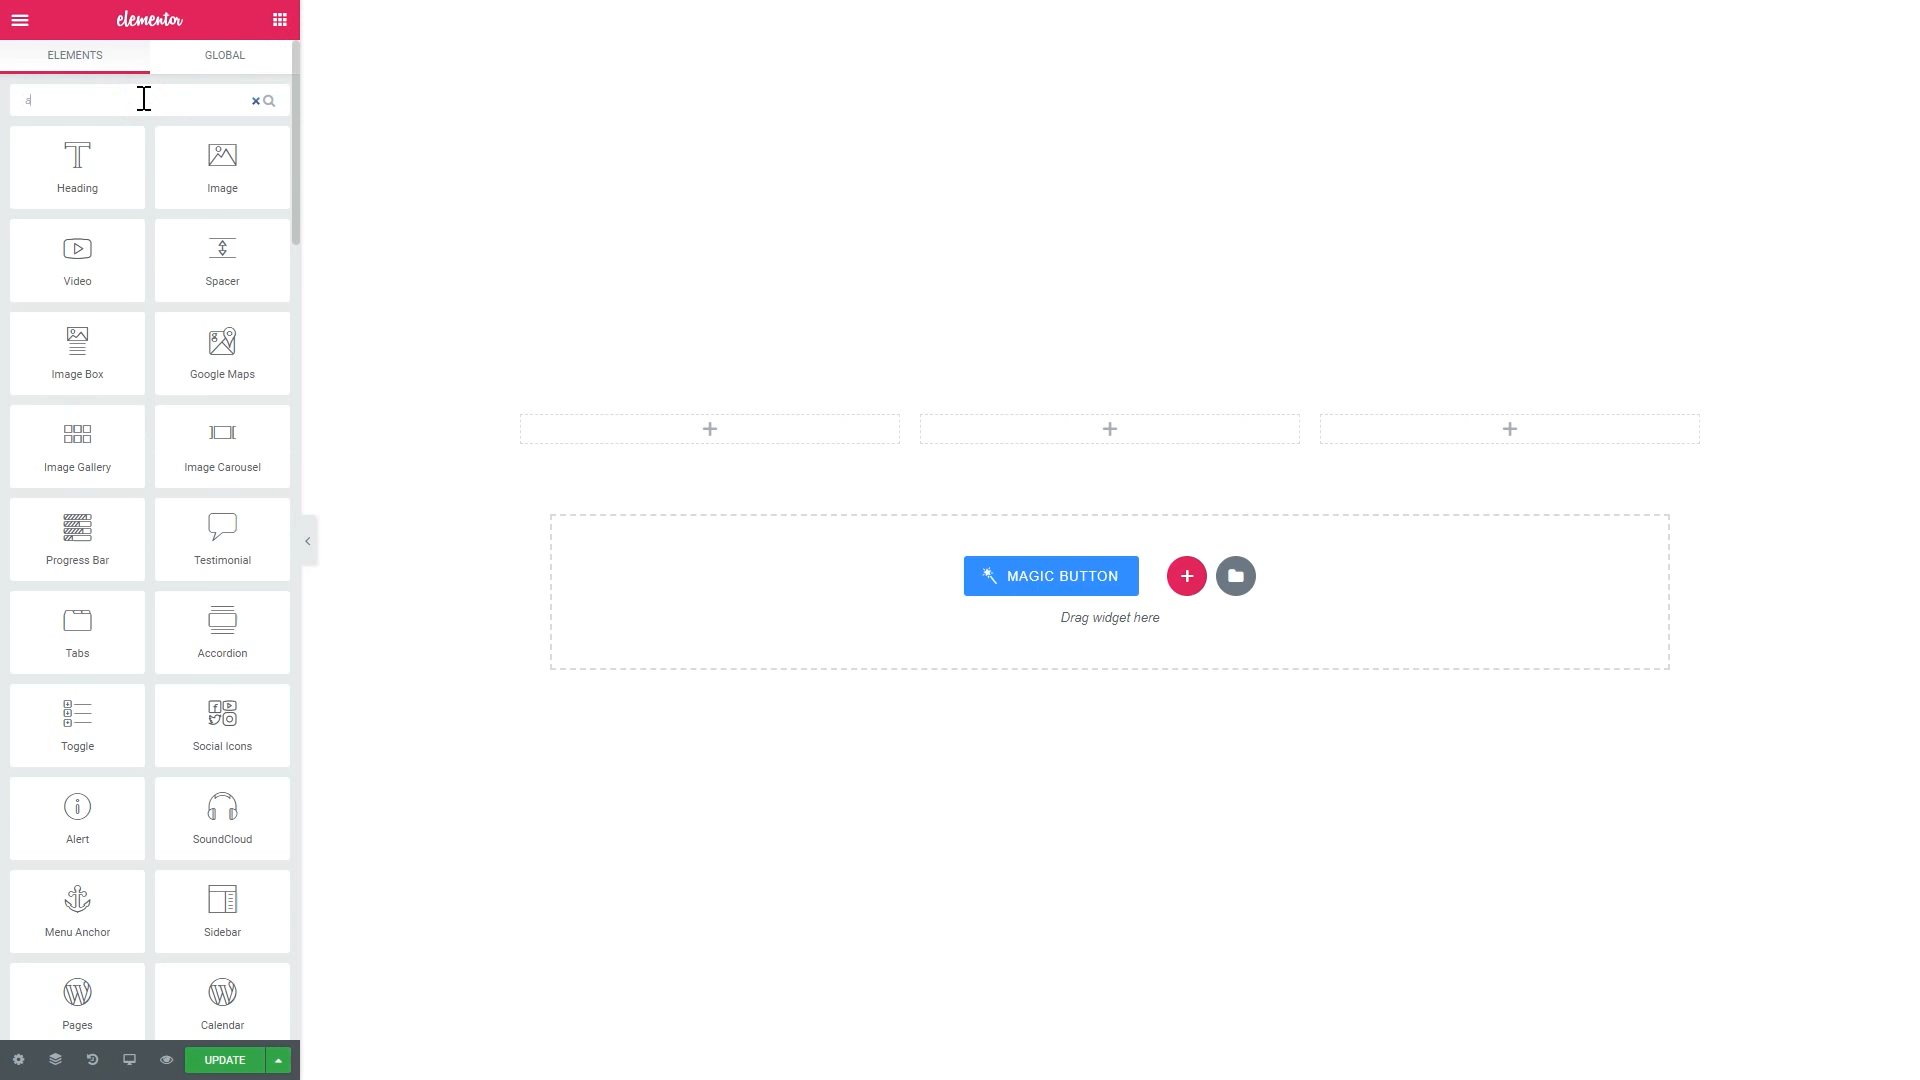 elementor
ELEMENTS GLOBAL
a
Heading Image
Video Spacer
Image Box Google Maps
Image Gallery Image Carousel
Progress Bar Testimonial
Tabs Accordion
Toggle Social Icons
Alert SoundCloud
Menu Anchor Sidebar
Pages Calendar
UPDATE
MAGIC BUTTON
Drag widget here